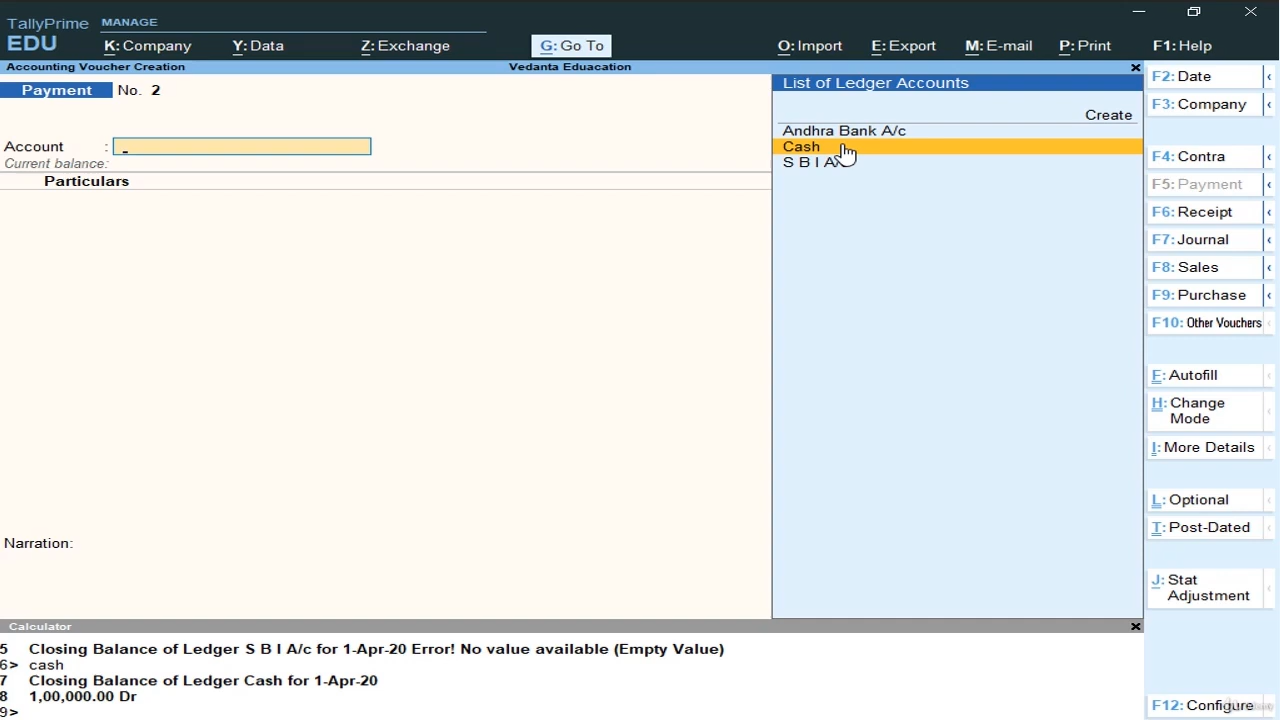 TallyPrime MANAGE
EDU
K: Company Y: Data Z: Exchange G: Go To O: Import E: Export M: E-mail P: Print F1: Help
Accounting Voucher Creation Vedanta Eduacation
Payment No. 2
Account :
Current balance:
Particulars
Narration:
List of Ledger Accounts
Create
Andhra Bank A/c
Cash
S B I A/
F2: Date
F3: Company
F4: Contra
F5: Payment
F6: Receipt
F7: Journal
F8: Sales
F9: Purchase
F10: Other Vouchers
F: Autofill
H: Change
Mode
I: More Details
L: Optional
T: Post-Dated
J: Stat
Adjustment
F12: Configure
Calculator
5 Closing Balance of Ledger S B I A/c for 1-Apr-20 Error! No value available (Empty Value)
6> cash
7 Closing Balance of Ledger Cash for 1-Apr-20
8 1,00,000.00 Dr
9>